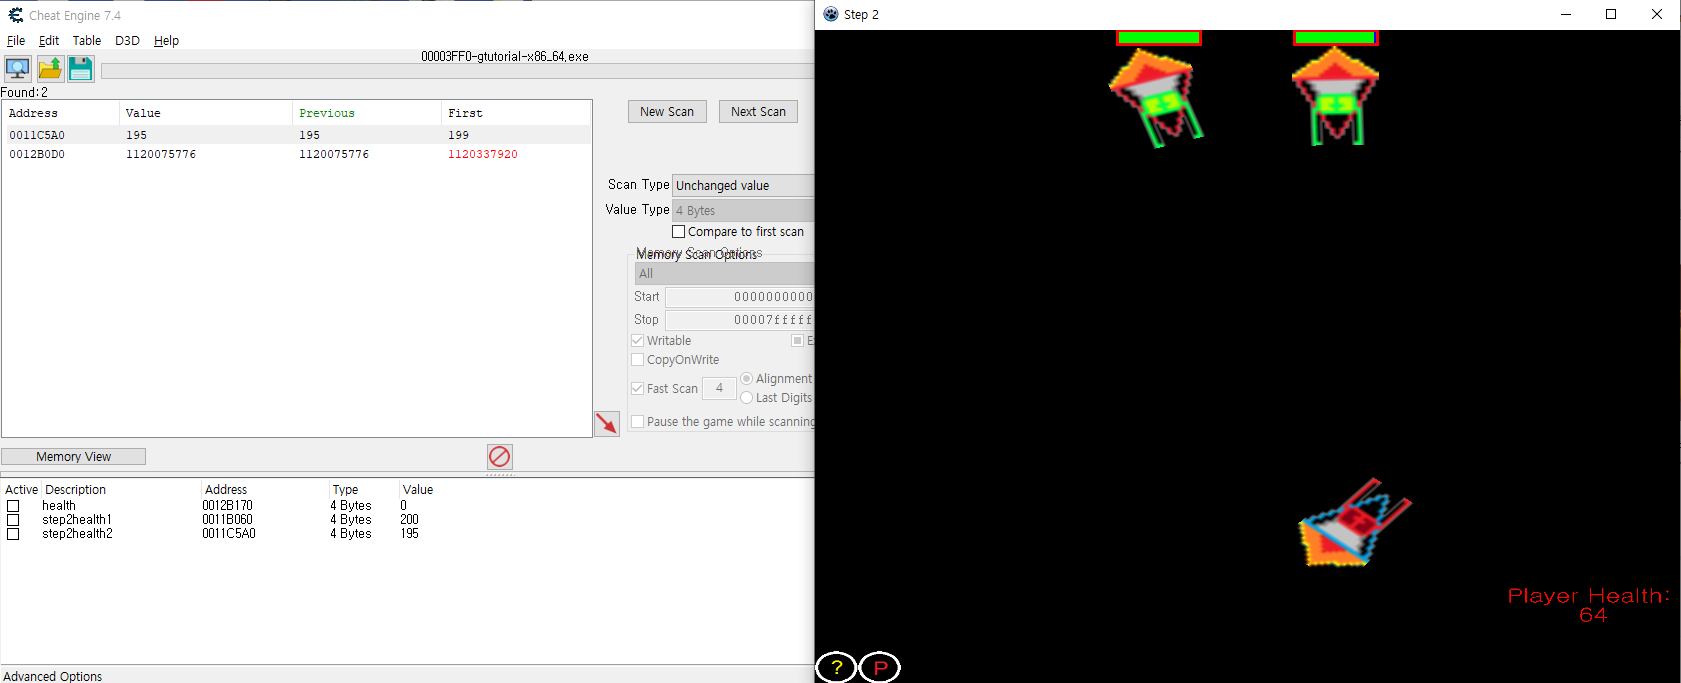 Cheat Engine 7.4
File Edit Table D3D Help
00003FF0-gtutorial-x86_64.exe
Found:2
Address Value Previous First
0011C5A0 195 195 199
0012B0D0 1120075776 1120075776 1120337920
New Scan Next Scan
Scan Type Unchanged value
Value Type 4 Bytes
Compare to first scan
Memory Scan Options
All
Start 0000000000
Stop 00007fffff
Writable E
CopyOnWrite
Fast Scan 4 Alignment
Last Digits
Pause the game while scanning
Memory View
Active Description Address Type Value
health 0012B170 4 Bytes 0
step2health1 0011B060 4 Bytes 200
step2health2 0011C5A0 4 Bytes 195
Advanced Options
Step 2
Player Health:
64
? P